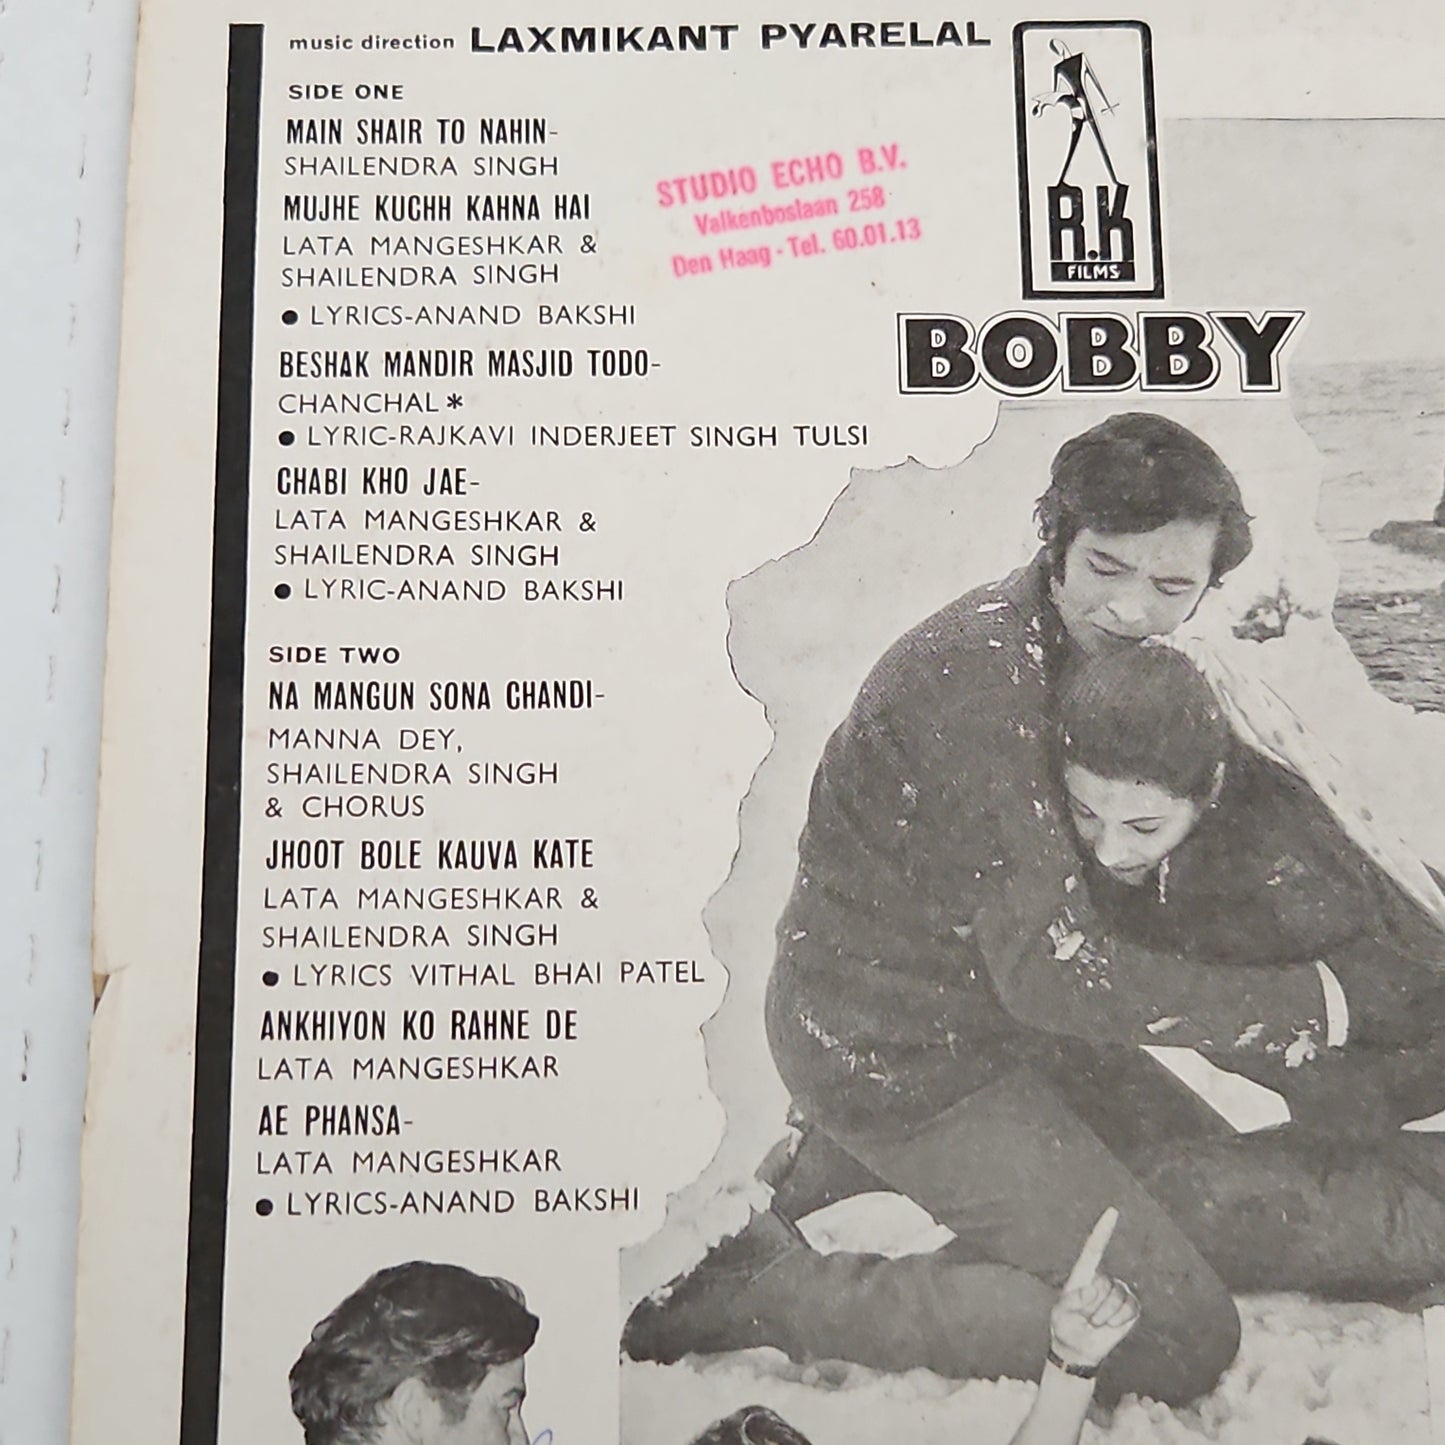 music direction LAXMIKANT PYARELAL
SIDE ONE
MAIN SHAIR TO NAHIN-
SHAILENDRA SINGH
MUJHE KUCHH KAHNA HAI
LATA MANGESHKAR &
SHAILENDRA SINGH
● LYRICS-ANAND BAKSHI
BESHAK MANDIR MASJID TODO-
CHANCHAL *
● LYRIC-RAJKAVI INDERJEET SINGH TULSI
CHABI KHO JAE-
LATA MANGESHKAR &
SHAILENDRA SINGH
● LYRIC-ANAND BAKSHI
SIDE TWO
NA MANGUN SONA CHANDI-
MANNA DEY,
SHAILENDRA SINGH
& CHORUS
JHOOT BOLE KAUVA KATE
LATA MANGESHKAR &
SHAILENDRA SINGH
● LYRICS VITHAL BHAI PATEL
ANKHIYON KO RAHNE DE
LATA MANGESHKAR
AE PHANSA-
LATA MANGESHKAR
● LYRICS-ANAND BAKSHI
STUDIO ECHO B.V.
Valkenboslaan 258
Den Haag - Tel. 60.01.13
R.K
FILMS
BOBBY